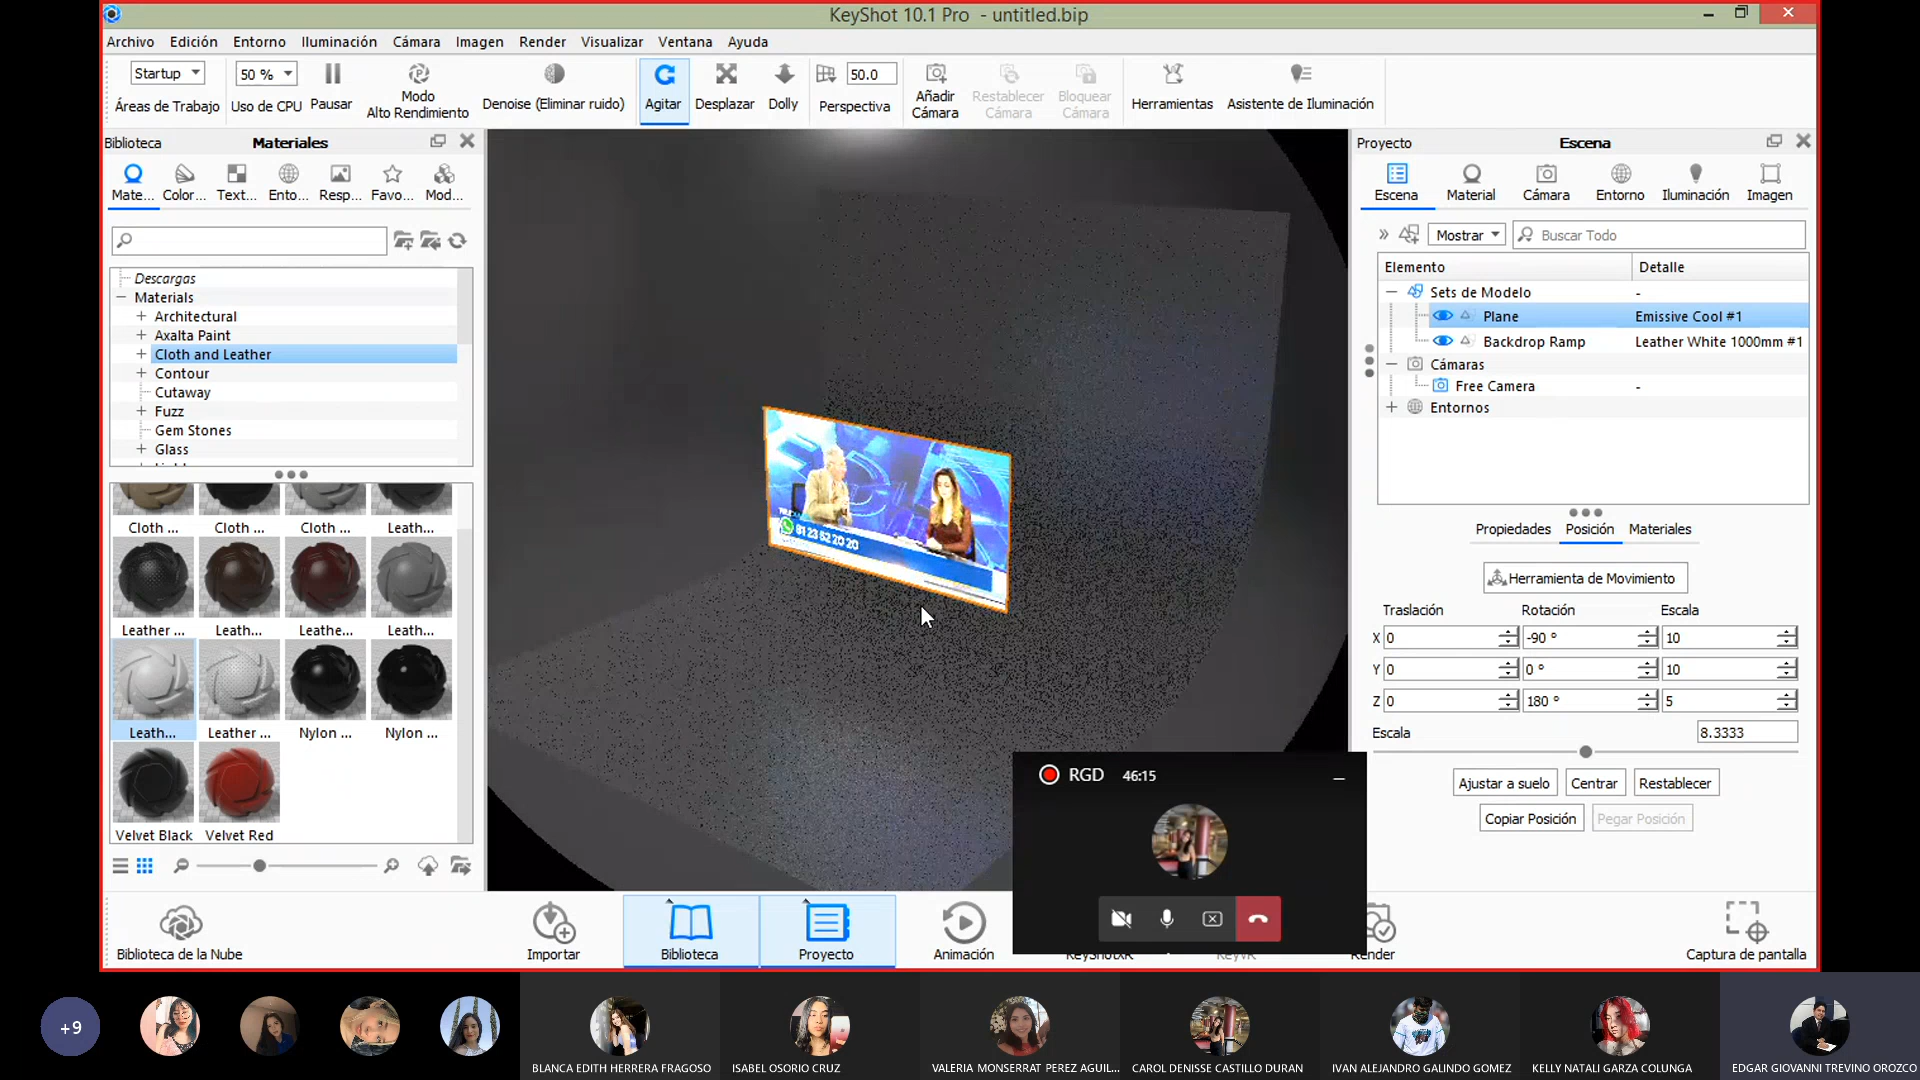 KeyShot 10.1 Pro - untitled.bip
Archivo Edición Entorno Iluminación Cámara Imagen Render Visualizar Ventana Ayuda
Startup 50 % 50.0
Áreas de Trabajo Uso de CPU Pausar Modo Alto Rendimiento Denoise (Eliminar ruido) Agitar Desplazar Dolly Perspectiva Añadir Cámara Restablecer Cámara Bloquear Cámara Herramientas Asistente de Iluminación
Biblioteca Materiales
Mate... Color... Text... Ento... Resp... Favo... Mod...
Descargas
Materials
Architectural
Axalta Paint
Cloth and Leather
Contour
Cutaway
Fuzz
Gem Stones
Glass
Cloth ... Cloth ... Cloth ... Leath...
Leather ... Leath... Leathe... Leath...
Leath... Leather ... Nylon ... Nylon ...
Velvet Black Velvet Red
81 23 52 20 20
Proyecto Escena
Escena Material Cámara Entorno Iluminación Imagen
Mostrar Buscar Todo
Elemento Detalle
Sets de Modelo -
Plane Emissive Cool #1
Backdrop Ramp Leather White 1000mm #1
Cámaras
Free Camera -
Entornos
Propiedades Posición Materiales
Herramienta de Movimiento
Traslación Rotación Escala
X 0 -90 ° 10
Y 0 0 ° 10
Z 0 180 ° 5
Escala 8.3333
Ajustar a suelo Centrar Restablecer
Copiar Posición Pegar Posición
RGD 46:15
Biblioteca de la Nube Importar Biblioteca Proyecto Animación KeyShotXR KeyVR Render Captura de pantalla
+9
BLANCA EDITH HERRERA FRAGOSO ISABEL OSORIO CRUZ VALERIA MONSERRAT PEREZ AGUIL... CAROL DENISSE CASTILLO DURAN IVAN ALEJANDRO GALINDO GOMEZ KELLY NATALI GARZA COLUNGA EDGAR GIOVANNI TREVINO OROZCO